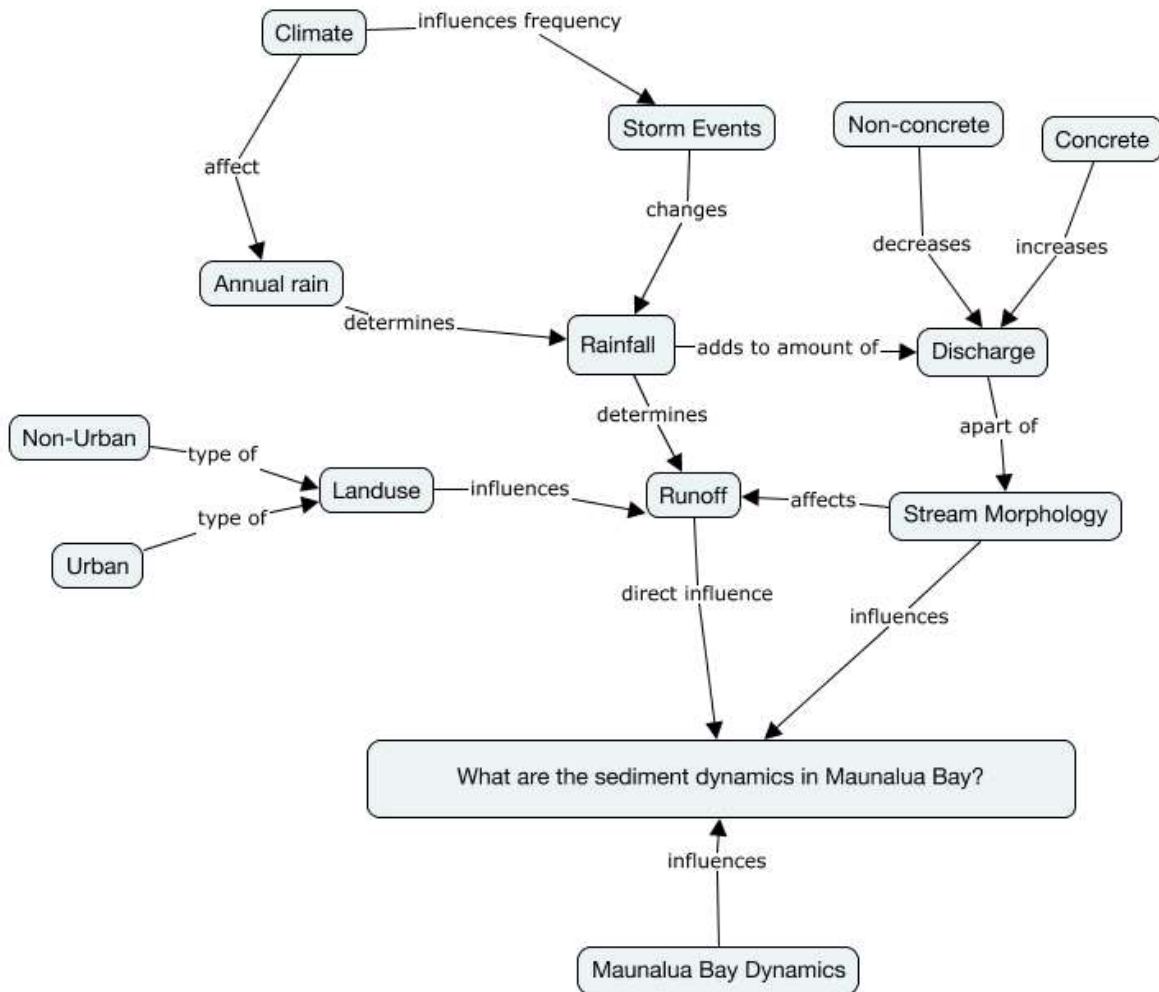 Climate
influences frequency
Storm Events
Non-concrete
Concrete
affect
changes
decreases
increases
Annual rain
determines
Rainfall
adds to amount of
Discharge
determines
apart of
Non-Urban
type of
Landuse
influences
Runoff
affects
Stream Morphology
type of
Urban
direct influence
influences
What are the sediment dynamics in Maunalua Bay?
influences
Maunalua Bay Dynamics